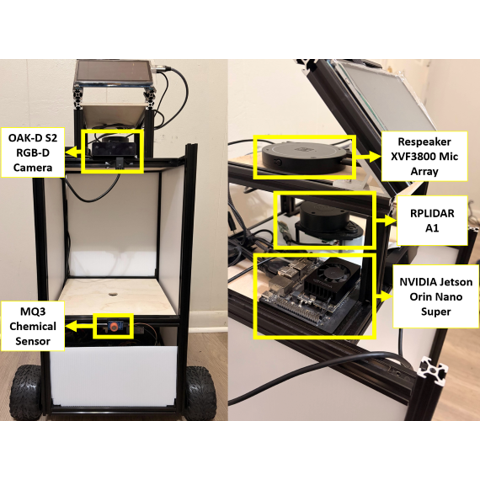 OAK-D S2
RGB-D
Camera
MQ3
Chemical
Sensor
Respeaker
XVF3800 Mic
Array
RPLIDAR
A1
NVIDIA Jetson
Orin Nano
Super